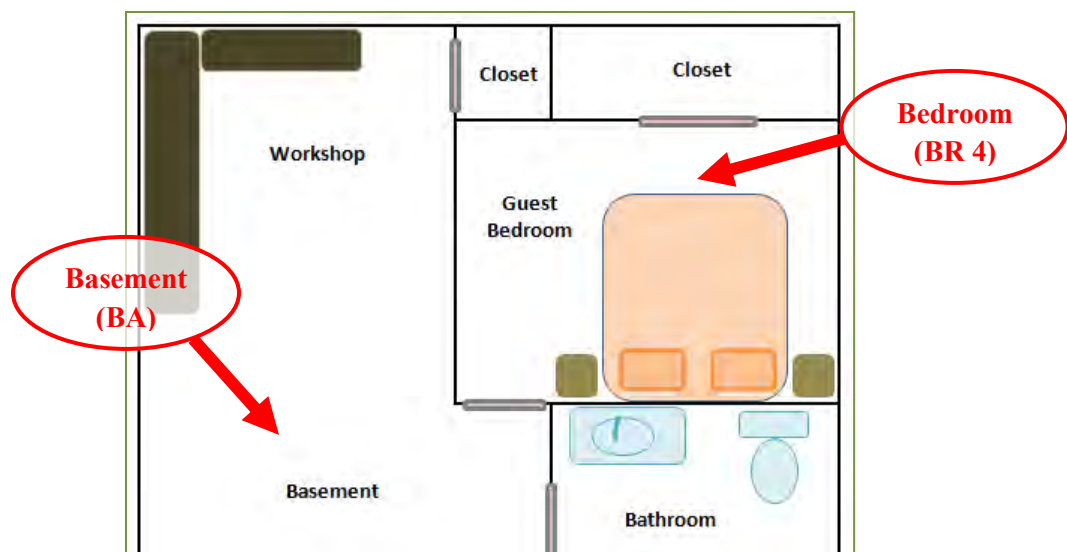 Closet
Closet
Bedroom
(BR 4)
Workshop
Guest
Bedroom
Basement
(BA)
Basement
Bathroom